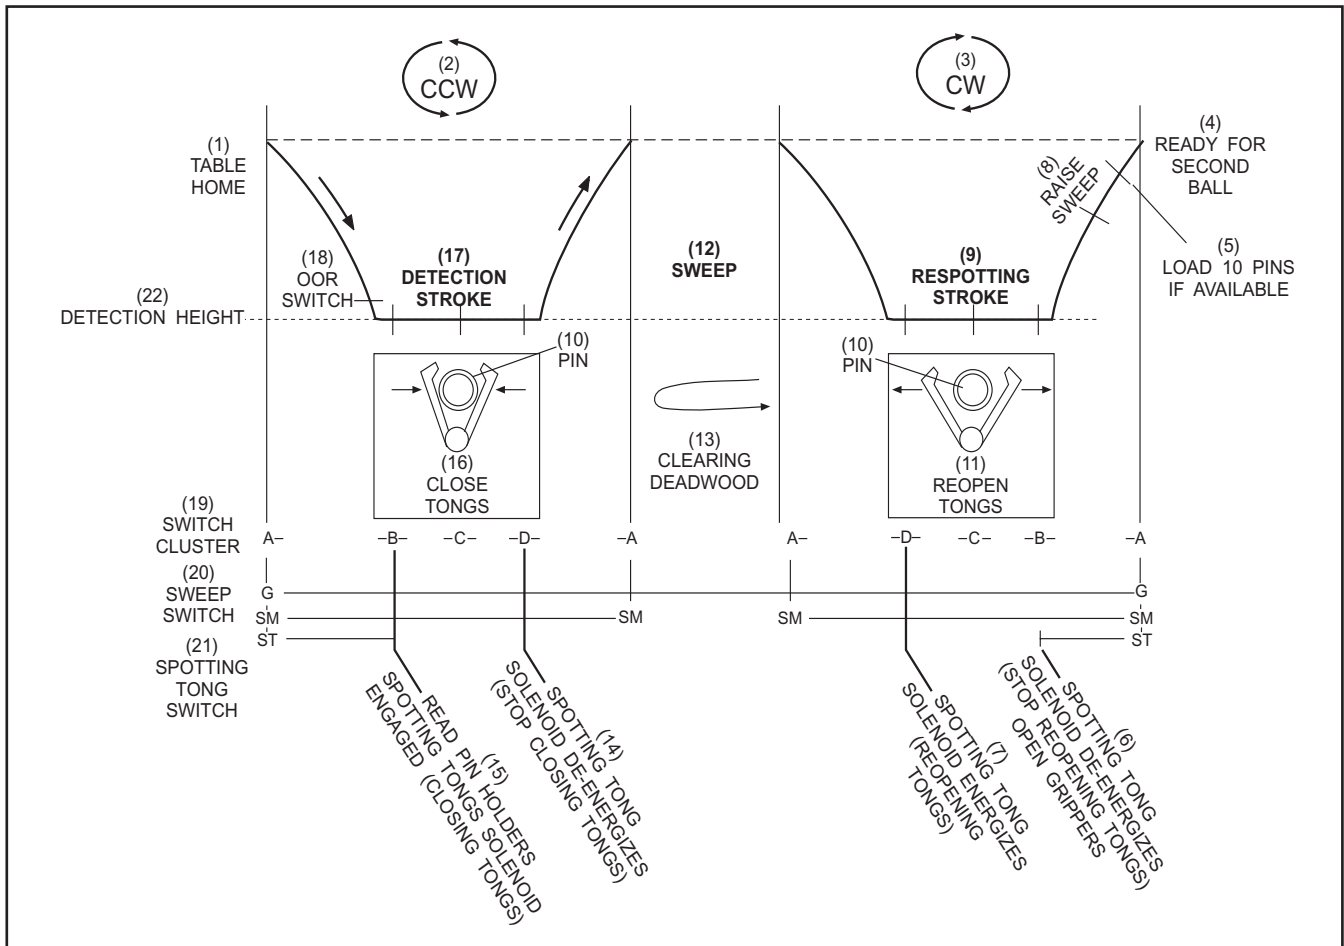 (2)
CCW
(3)
CW
(1)
TABLE
HOME
(4)
READY FOR
SECOND
BALL
(8)
RAISE
SWEEP
(5)
LOAD 10 PINS
IF AVAILABLE
(18)
OOR
SWITCH
(17)
DETECTION
STROKE
(12)
SWEEP
(9)
RESPOTTING
STROKE
(22)
DETECTION HEIGHT
(10)
PIN
(16)
CLOSE
TONGS
(13)
CLEARING
DEADWOOD
(10)
PIN
(11)
REOPEN
TONGS
(19)
SWITCH
CLUSTER
A– –B– –C– –D– –A A– –D– –C– –B– –A
(20)
SWEEP
SWITCH
G G
SM SM SM SM
(21)
SPOTTING
TONG
SWITCH
ST ST
(15)
READ PIN HOLDERS
SPOTTING TONGS SOLENOID
ENGAGED (CLOSING TONGS)
(14)
SPOTTING TONG
SOLENOID DE-ENERGIZES
(STOP CLOSING TONGS)
(7)
SPOTTING TONG
SOLENOID ENERGIZES
(REOPENING
TONGS)
(6)
SPOTTING TONG
SOLENOID DE-ENERGIZES
(STOP REOPENING TONGS)
OPEN GRIPPERS